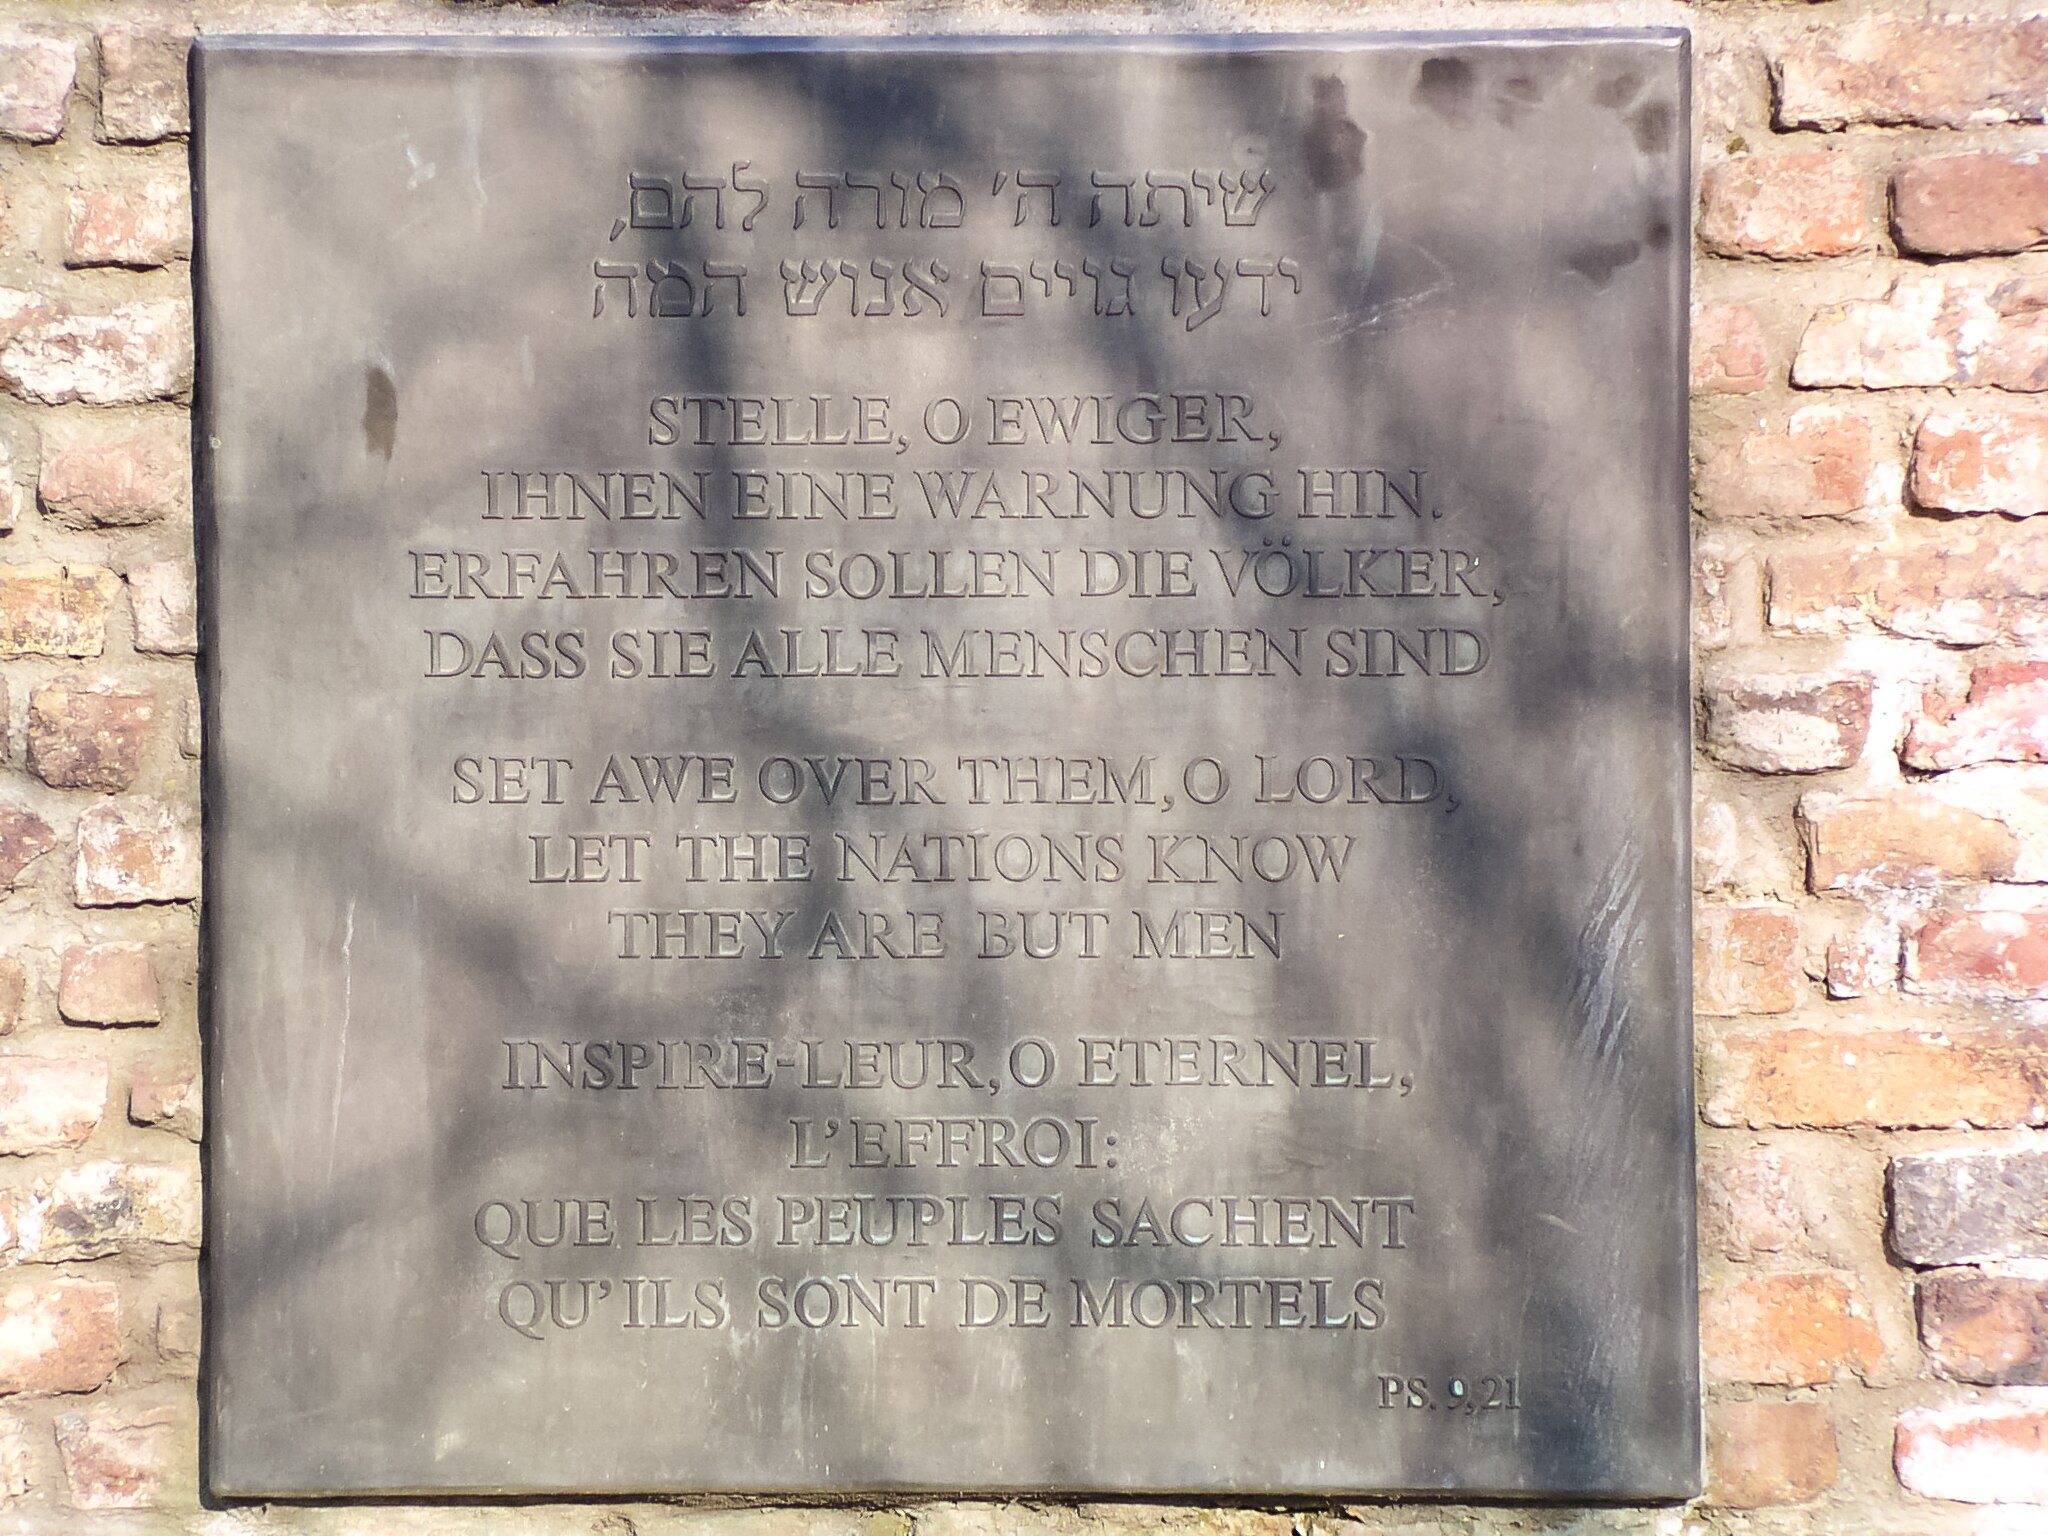 שיתה ה׳ מורה להם,
ידעו גויים אנוש המה
STELLE, O EWIGER,
IHNEN EINE WARNUNG HIN.
ERFAHREN SOLLEN DIE VÖLKER,
DASS SIE ALLE MENSCHEN SIND
SET AWE OVER THEM, O LORD,
LET THE NATIONS KNOW
THEY ARE BUT MEN
INSPIRE-LEUR, O ETERNEL,
L'EFFROI:
QUE LES PEUPLES SACHENT
QU'ILS SONT DE MORTELS
PS. 9,21